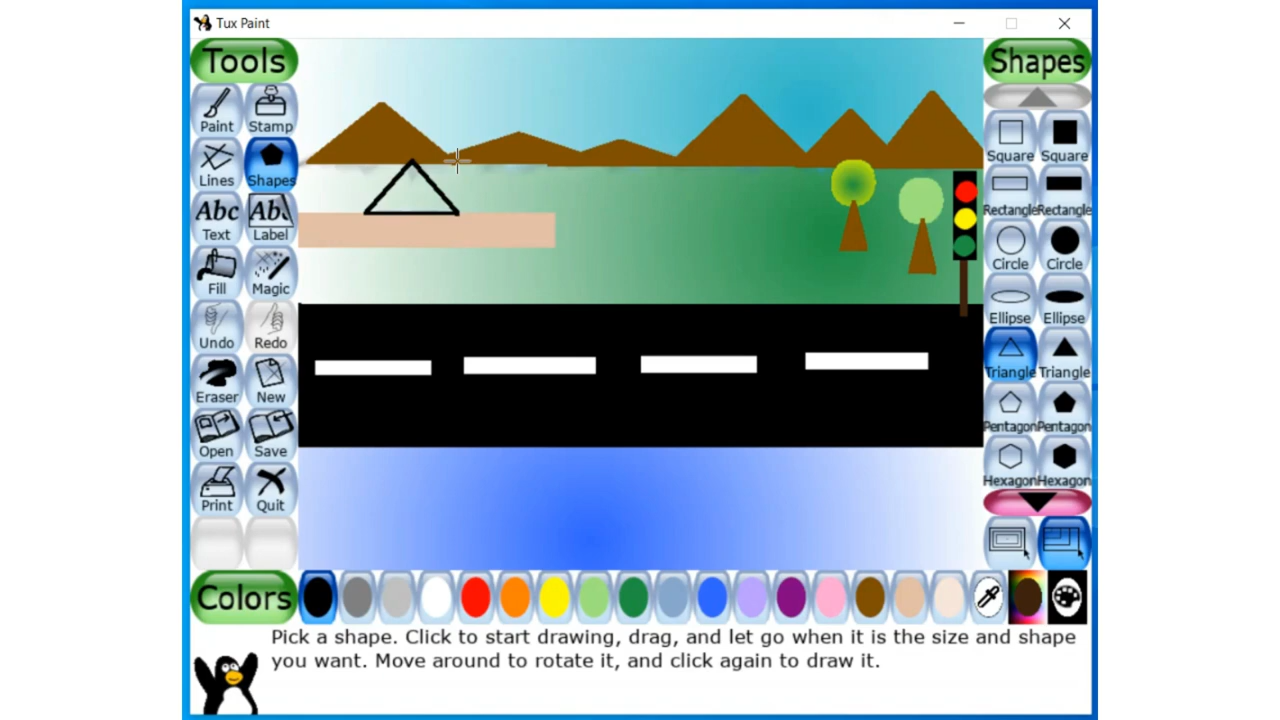 Tux Paint
Tools
Shapes
Paint Stamp
Square Square
Lines Shapes
Rectangle Rectangle
Abc Abc
Text Label
Circle Circle
Fill Magic
Ellipse Ellipse
Undo Redo
Triangle Triangle
Eraser New
Pentagon Pentagon
Open Save
Hexagon Hexagon
Print Quit
Colors
Pick a shape. Click to start drawing, drag, and let go when it is the size and shape
you want. Move around to rotate it, and click again to draw it.